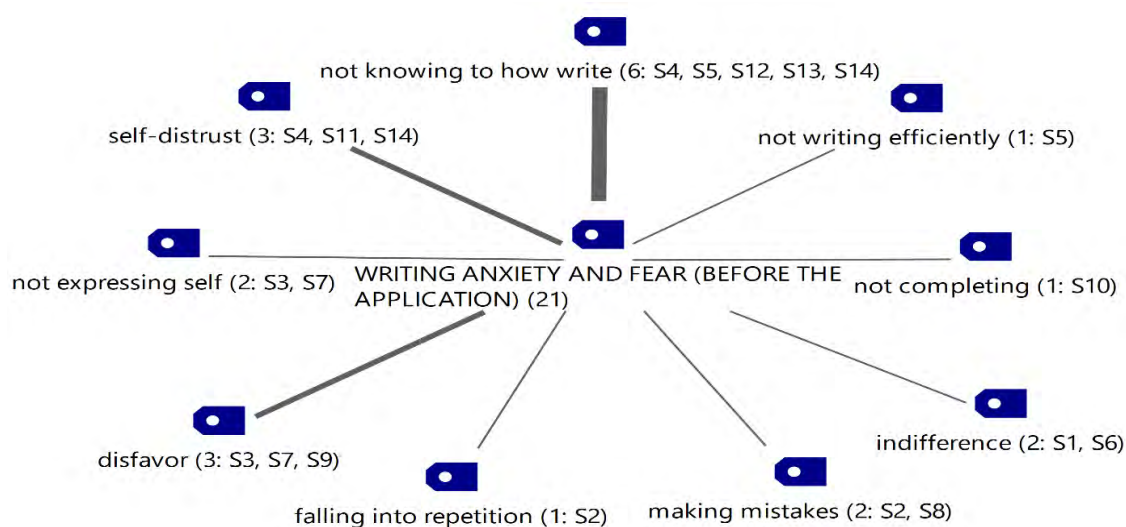 not knowing to how write (6: S4, S5, S12, S13, S14)
self-distrust (3: S4, S11, S14)
not writing efficiently (1: S5)
not expressing self (2: S3, S7)
WRITING ANXIETY AND FEAR (BEFORE THE
APPLICATION) (21)
not completing (1: S10)
disfavor (3: S3, S7, S9)
indifference (2: S1, S6)
falling into repetition (1: S2)
making mistakes (2: S2, S8)